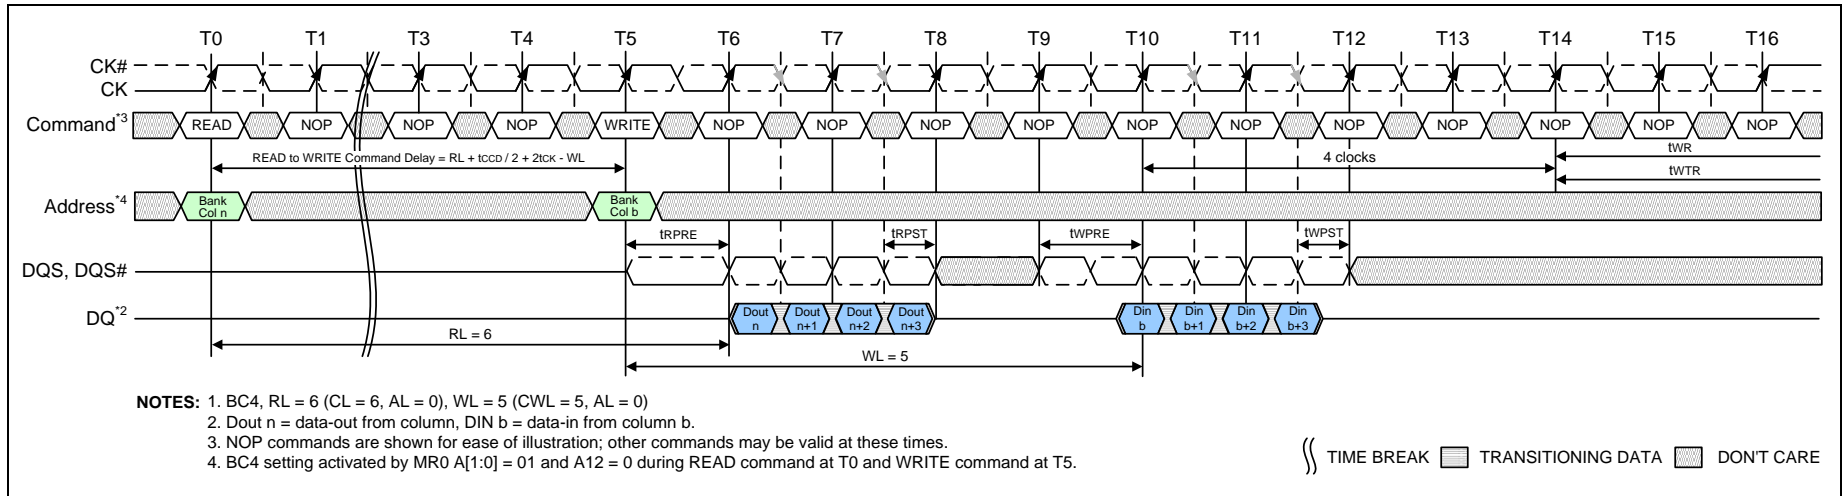 T0 T1 T3 T4 T5 T6 T7 T8 T9 T10 T11 T12 T13 T14 T15 T16
CK#
CK
Command*3 READ NOP NOP NOP WRITE NOP NOP NOP NOP NOP NOP NOP NOP NOP NOP NOP
READ to WRITE Command Delay = RL + tCCD / 2 + 2tCK - WL 4 clocks tWR
tWTR
Address*4 Bank Col n Bank Col b
tRPRE tRPST tWPRE tWPST
DQS, DQS#
DQ*2 Dout n Dout n+1 Dout n+2 Dout n+3 Din b Din b+1 Din b+2 Din b+3
RL = 6
WL = 5
NOTES: 1. BC4, RL = 6 (CL = 6, AL = 0), WL = 5 (CWL = 5, AL = 0)
2. Dout n = data-out from column, DIN b = data-in from column b.
3. NOP commands are shown for ease of illustration; other commands may be valid at these times.
4. BC4 setting activated by MR0 A[1:0] = 01 and A12 = 0 during READ command at T0 and WRITE command at T5.
TIME BREAK TRANSITIONING DATA DON'T CARE